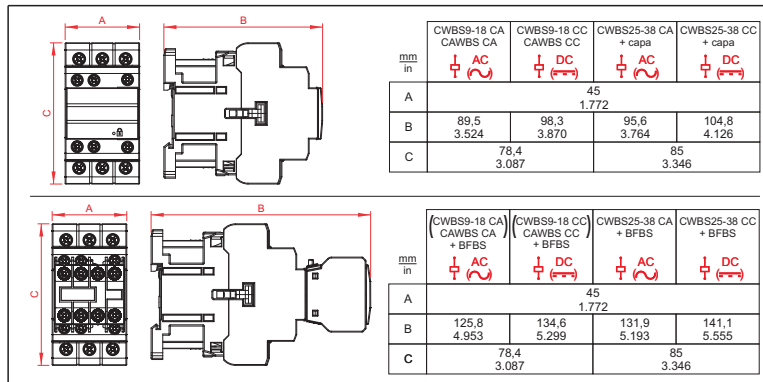 A
B
C
CWBS9-18 CA CWBS9-18 CC CWBS25-38 CA CWBS25-38 CC
CAWBS CA CAWBS CC + capa + capa
mm
in
AC DC AC DC
A 45
1.772
B 89,5 98,3 95,6 104,8
3.524 3.870 3.764 4.126
C 78,4 85
3.087 3.346
A
B
C
(CWBS9-18 CA) (CWBS9-18 CC) CWBS25-38 CA CWBS25-38 CC
(CAWBS CA) (CAWBS CC) + BFBS + BFBS
+ BFBS + BFBS
mm
in
AC DC AC DC
A 45
1.772
B 125,8 134,6 131,9 141,1
4.953 5.299 5.193 5.555
C 78,4 85
3.087 3.346